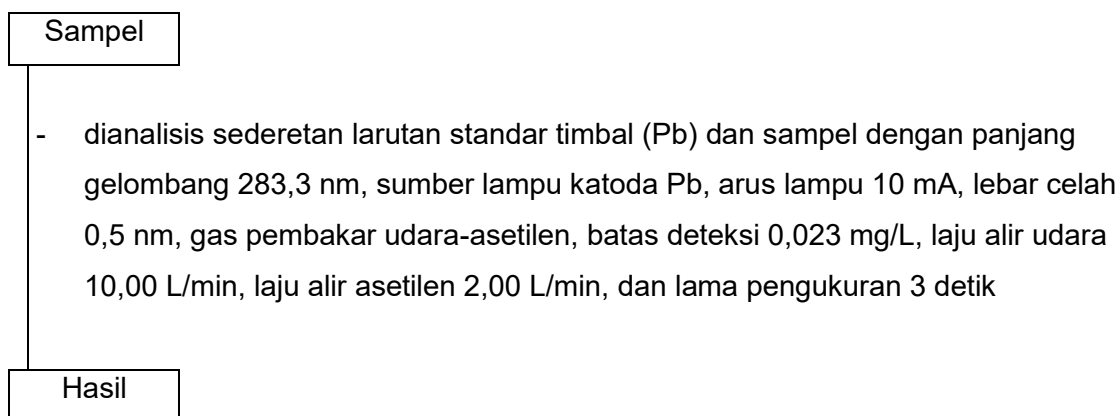 Sampel
- dianalisis sederetan larutan standar timbal (Pb) dan sampel dengan panjang
gelombang 283,3 nm, sumber lampu katoda Pb, arus lampu 10 mA, lebar celah
0,5 nm, gas pembakar udara-asetilen, batas deteksi 0,023 mg/L, laju alir udara
10,00 L/min, laju alir asetilen 2,00 L/min, dan lama pengukuran 3 detik
Hasil